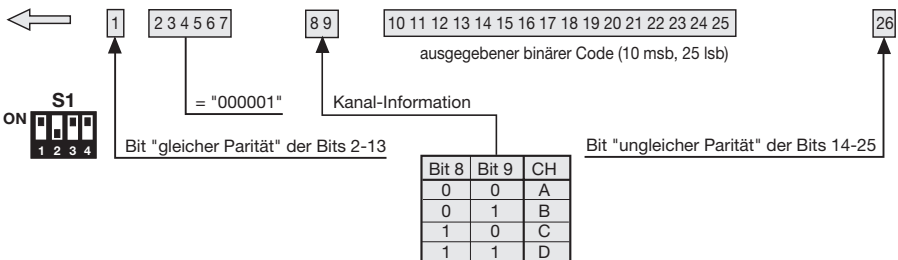 1 2 3 4 5 6 7 8 9 10 11 12 13 14 15 16 17 18 19 20 21 22 23 24 25 26
ausgegebener binärer Code (10 msb, 25 lsb)
S1
ON
1 2 3 4
= "000001"
Kanal-Information
Bit "gleicher Parität" der Bits 2-13
Bit "ungleicher Parität" der Bits 14-25
Bit 8 Bit 9 CH
0 0 A
0 1 B
1 0 C
1 1 D